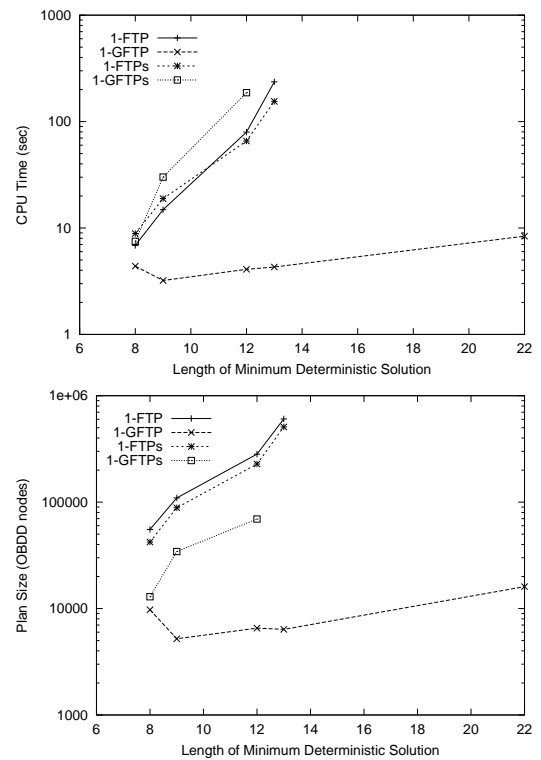 1000
100
10
1
CPU Time (sec)
1-FTP
1-GFTP
1-FTPs
1-GFTPs
6 8 10 12 14 16 18 20 22
Length of Minimum Deterministic Solution
1e+06
100000
10000
1000
Plan Size (OBDD nodes)
1-FTP
1-GFTP
1-FTPs
1-GFTPs
6 8 10 12 14 16 18 20 22
Length of Minimum Deterministic Solution